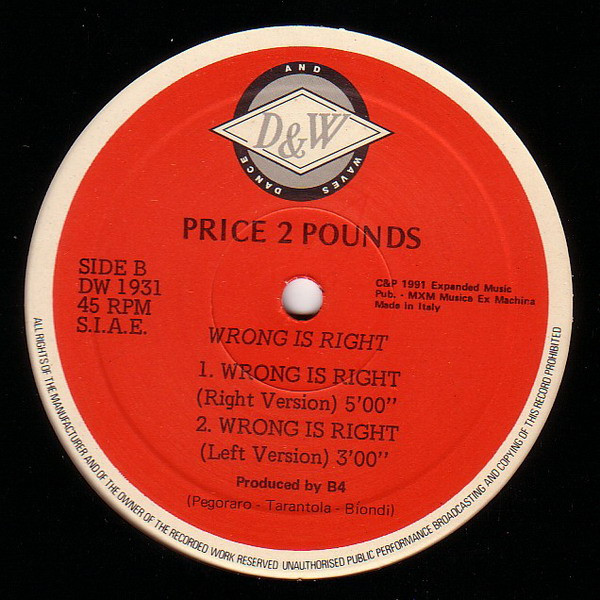 AND
D&W
DANCE WAVES
PRICE 2 POUNDS
SIDE B
DW 1931
45 RPM
S.I.A.E.
C&P 1991 Expanded Music
Pub. - MXM Musica Ex Machina
Made in Italy
WRONG IS RIGHT
1. WRONG IS RIGHT
(Right Version) 5'00"
2. WRONG IS RIGHT
(Left Version) 3'00"
Produced by B4
(Pegoraro - Tarantola - Biondi)
ALL RIGHTS OF THE MANUFACTURER AND OF THE OWNER OF THE RECORDED WORK RESERVED UNAUTHORISED PUBLIC PERFORMANCE BROADCASTING AND COPYING OF THIS RECORD PROHIBITED